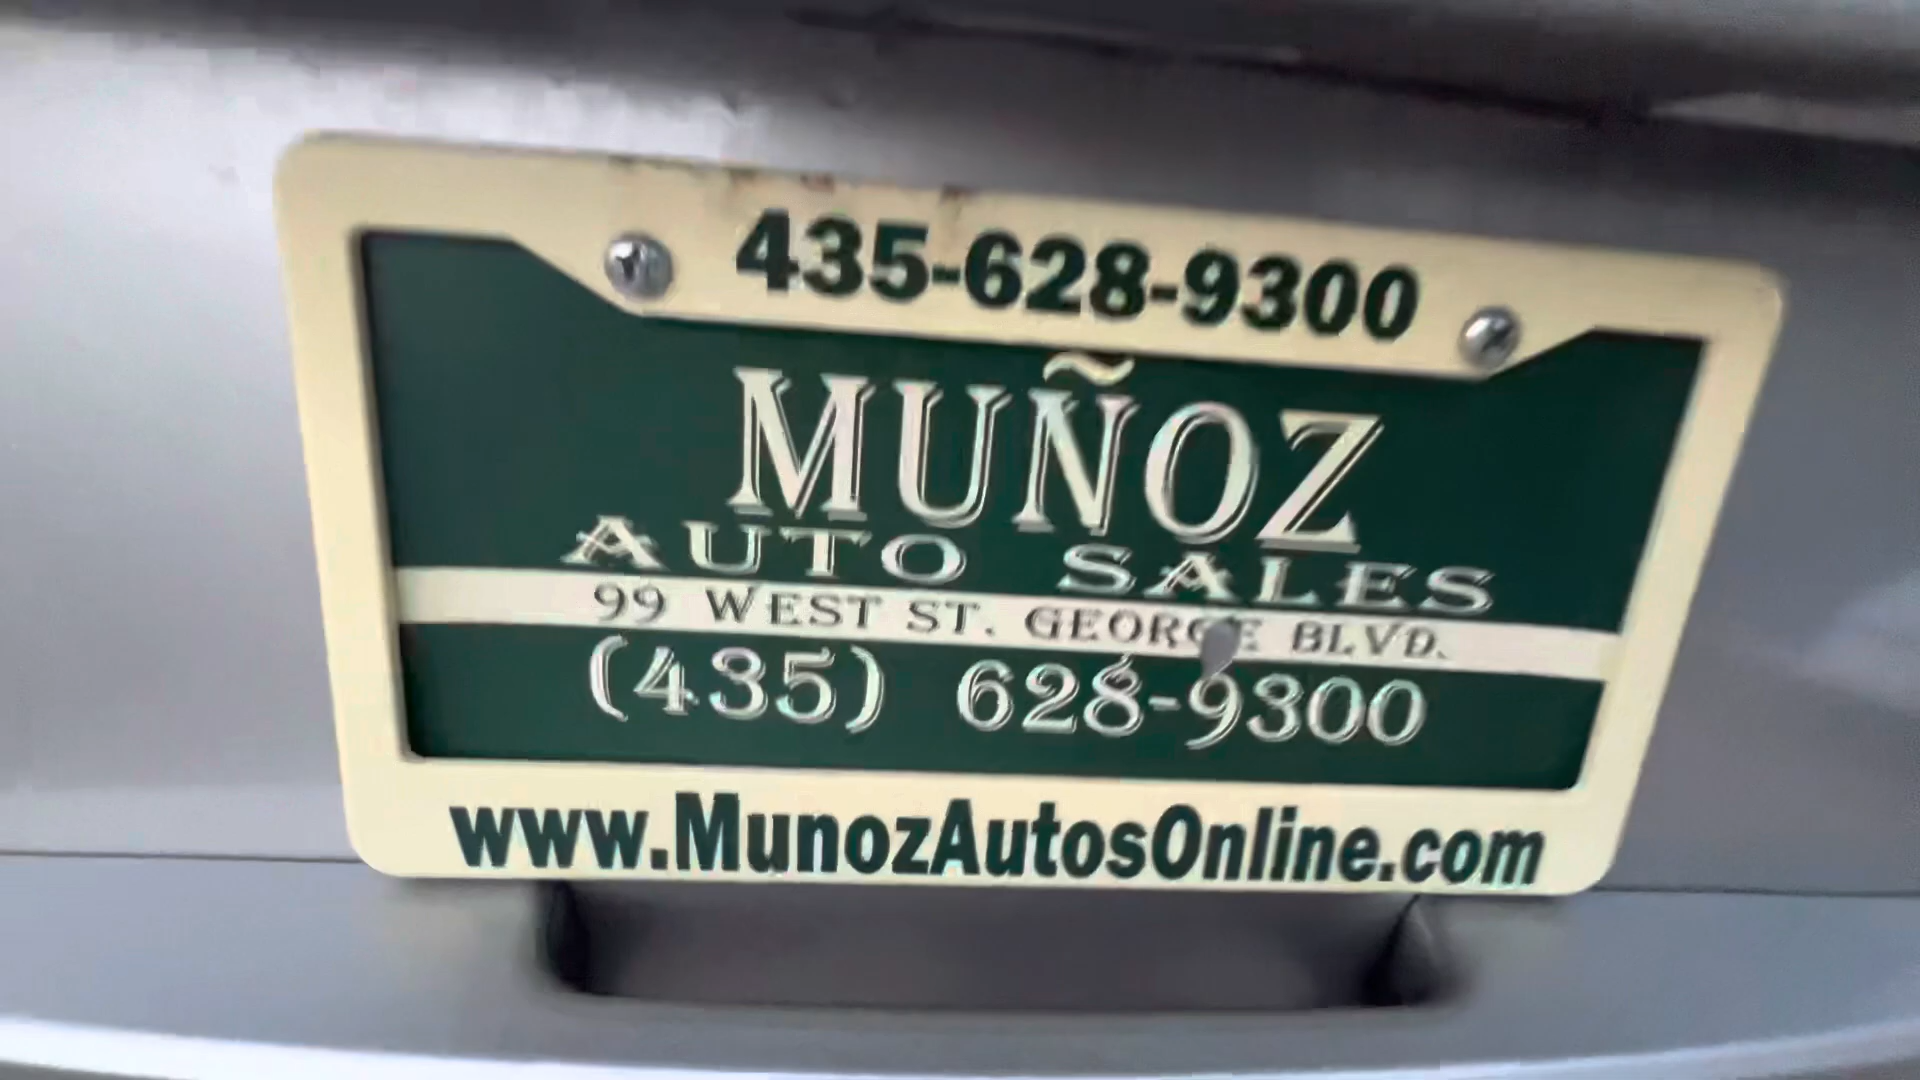 435-628-9300
MUÑOZ
AUTO SALES
99 WEST ST. GEORGE BLVD.
(435) 628-9300
www.MunozAutosOnline.com